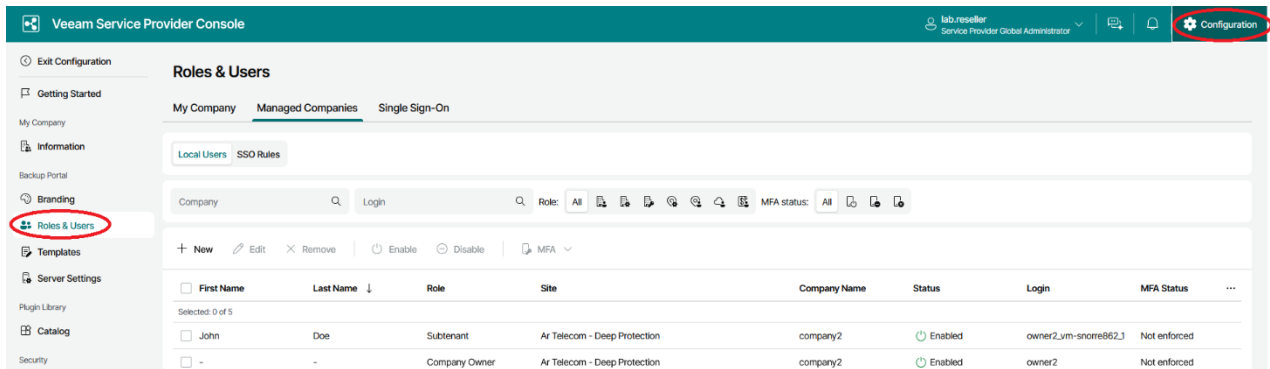 Veeam Service Provider Console
lab.reseller
Service Provider Global Administrator
Configuration
Exit Configuration
Getting Started
My Company
Information
Backup Portal
Branding
Roles & Users
Templates
Server Settings
Plugin Library
Catalog
Security
Roles & Users
My Company Managed Companies Single Sign-On
Local Users SSO Rules
Company Login Role: All MFA status: All
New Edit Remove Enable Disable MFA
First Name Last Name ↓ Role Site Company Name Status Login MFA Status ...
Selected: 0 of 5
John Doe Subtenant Ar Telecom - Deep Protection company2 Enabled owner2_vm-snorre862_1 Not enforced
- - Company Owner Ar Telecom - Deep Protection company2 Enabled owner2 Not enforced